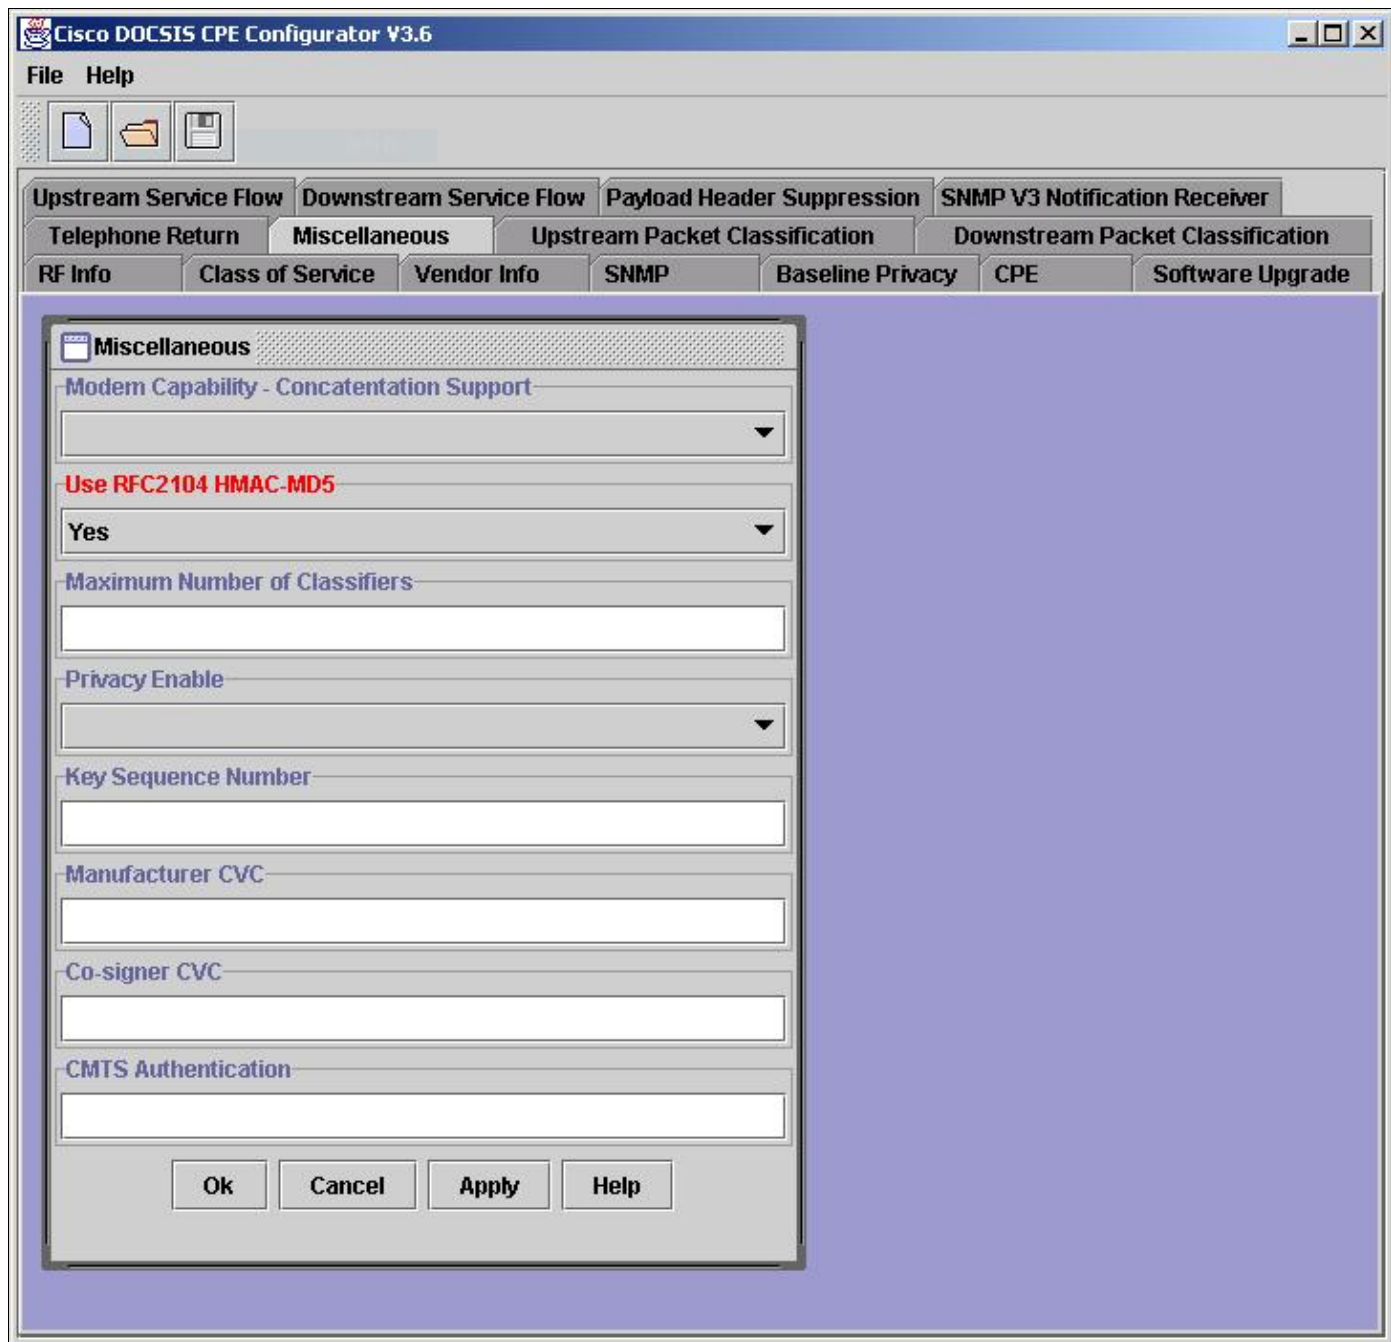 Cisco DOCSIS CPE Configurator V3.6
File Help
Upstream Service Flow Downstream Service Flow Payload Header Suppression SNMP V3 Notification Receiver
Telephone Return Miscellaneous Upstream Packet Classification Downstream Packet Classification
RF Info Class of Service Vendor Info SNMP Baseline Privacy CPE Software Upgrade
Miscellaneous
Modem Capability - Concatentation Support
Use RFC2104 HMAC-MD5
Yes
Maximum Number of Classifiers
Privacy Enable
Key Sequence Number
Manufacturer CVC
Co-signer CVC
CMTS Authentication
Ok Cancel Apply Help